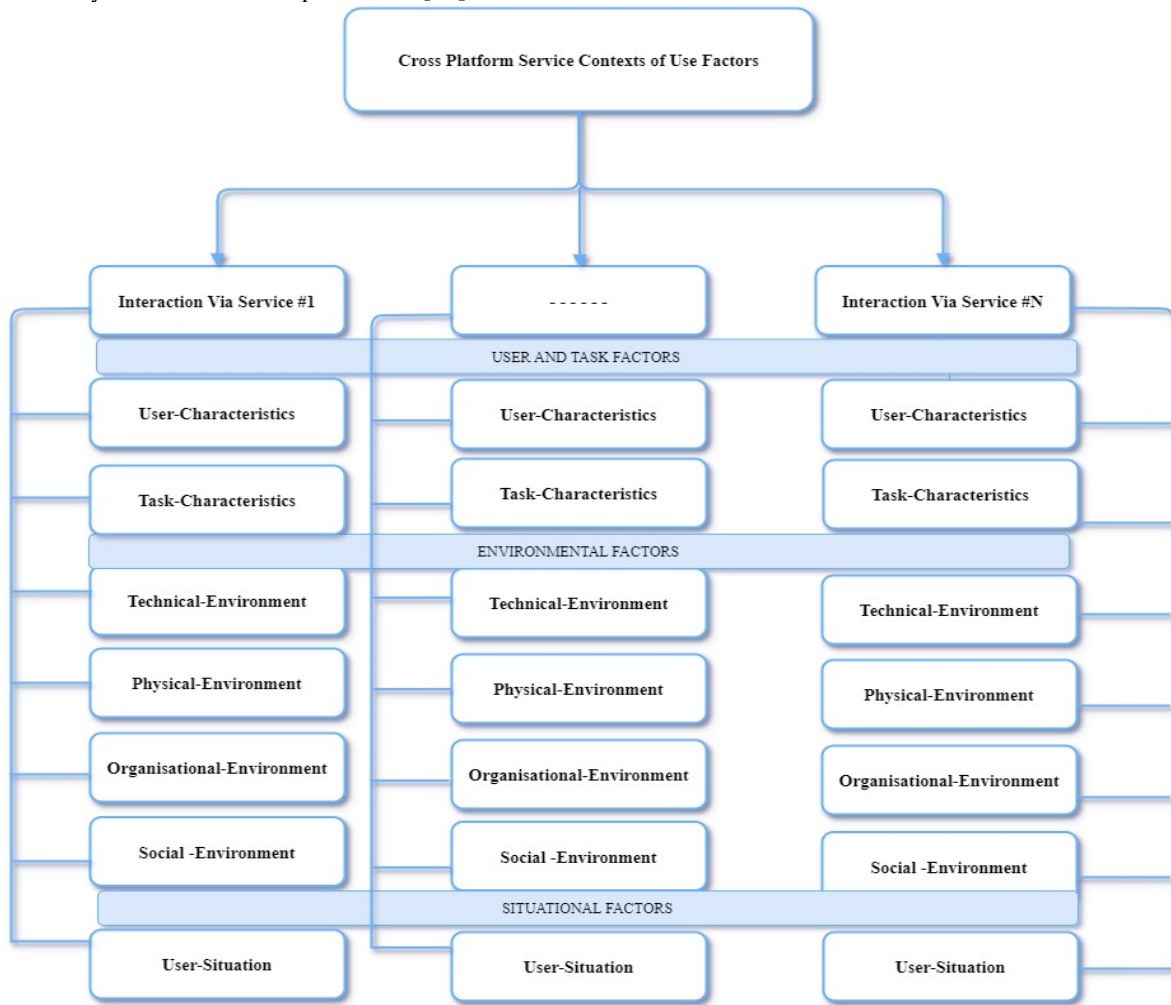 Cross Platform Service Contexts of Use Factors
Interaction Via Service #1
- - - - - -
Interaction Via Service #N
USER AND TASK FACTORS
User-Characteristics
User-Characteristics
User-Characteristics
Task-Characteristics
Task-Characteristics
Task-Characteristics
ENVIRONMENTAL FACTORS
Technical-Environment
Technical-Environment
Technical-Environment
Physical-Environment
Physical-Environment
Physical-Environment
Organisational-Environment
Organisational-Environment
Organisational-Environment
Social -Environment
Social -Environment
Social -Environment
SITUATIONAL FACTORS
User-Situation
User-Situation
User-Situation